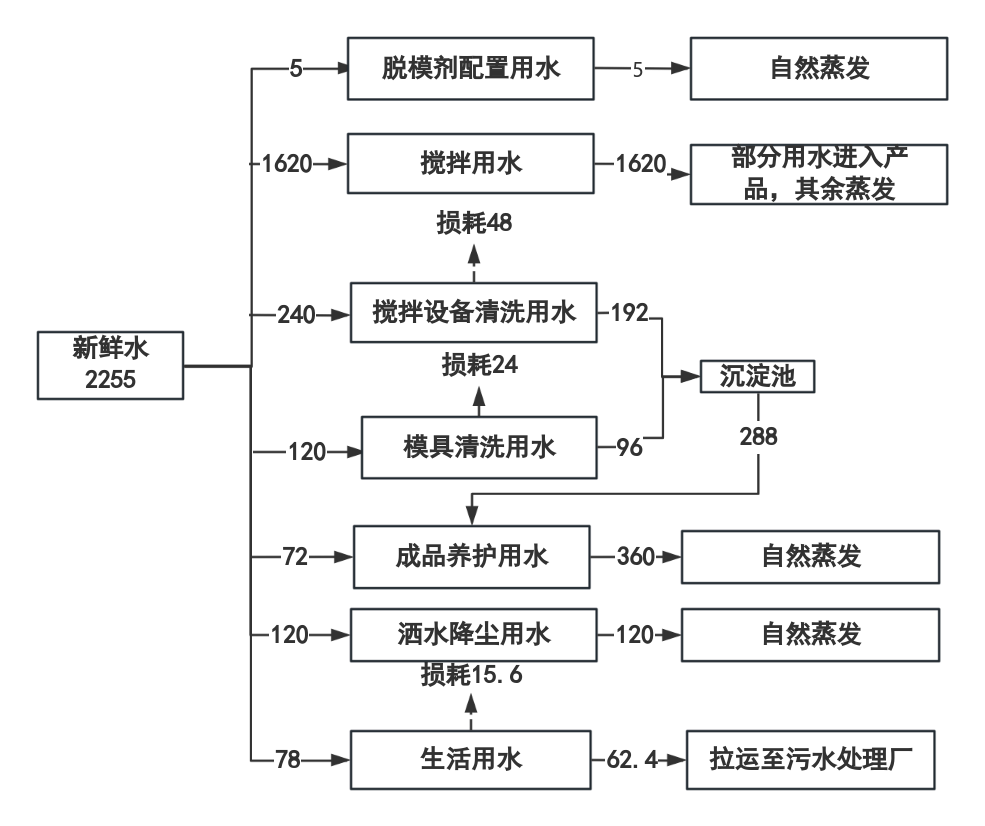 5
脱模剂配置用水
5
自然蒸发
1620
搅拌用水
1620
部分用水进入产
品，其余蒸发
损耗48
240
搅拌设备清洗用水
192
新鲜水
2255
损耗24
沉淀池
120
模具清洗用水
96
288
72
成品养护用水
360
自然蒸发
120
洒水降尘用水
120
自然蒸发
损耗15.6
78
生活用水
62.4
拉运至污水处理厂